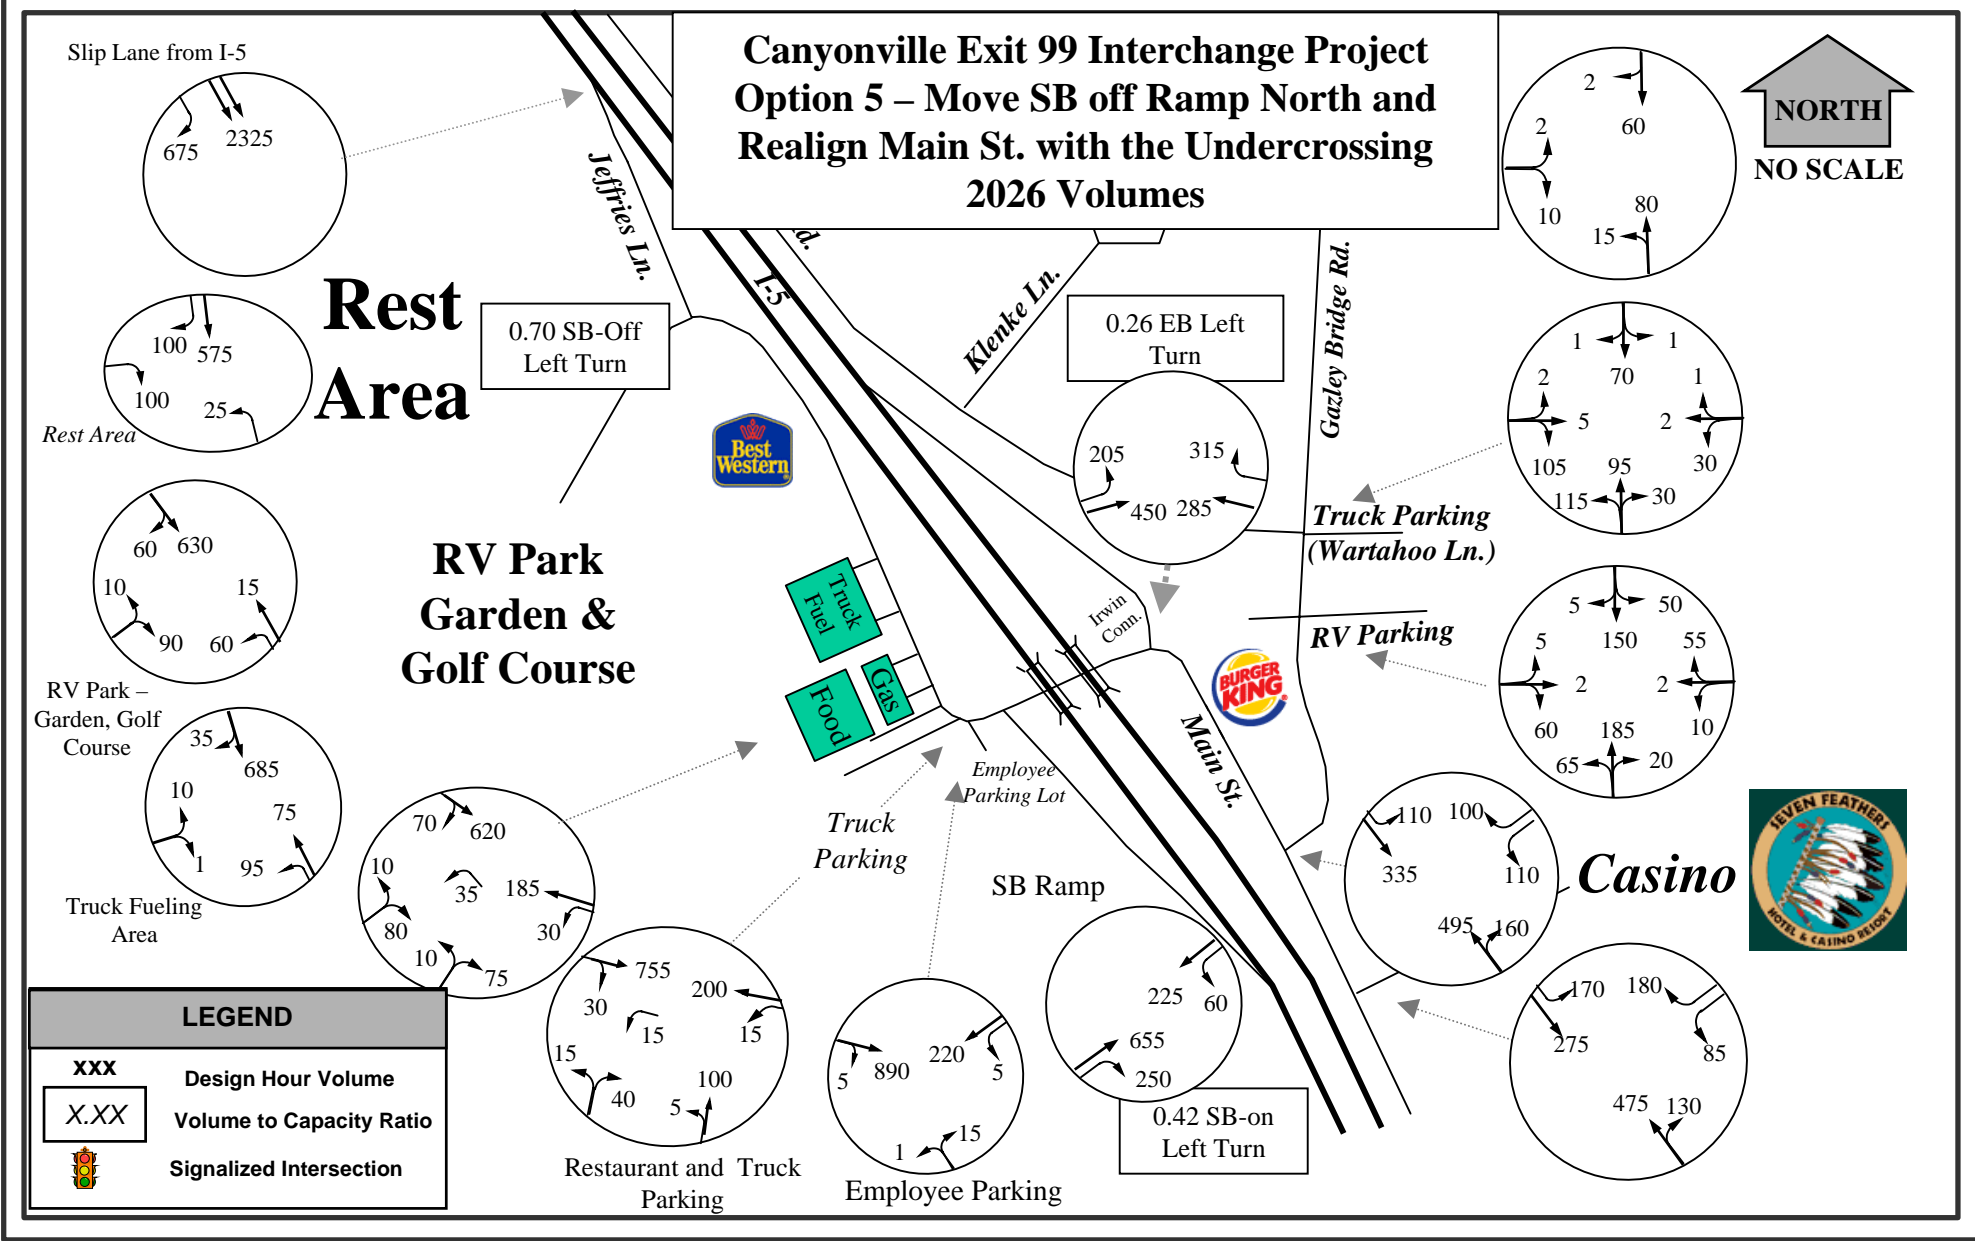 Canyonville Exit 99 Interchange Project
Option 5 – Move SB off Ramp North and
Realign Main St. with the Undercrossing
2026 Volumes
NORTH
NO SCALE
Slip Lane from I-5
675
2325
Jeffries Ln.
I-5
Rd.
Klenke Ln.
Gazley Bridge Rd.
Rest
Area
0.70 SB-Off
Left Turn
0.26 EB Left
Turn
100
575
100
25
Rest Area
205
315
450
285
2
60
2
10
80
15
1
1
2
70
1
5
2
105
95
30
115
30
Truck Parking
(Wartahoo Ln.)
RV Parking
5
50
5
150
55
2
2
60
185
10
65
20
Best
Western
RV Park
Garden &
Golf Course
60
630
10
15
90
60
RV Park –
Garden, Golf
Course
Truck
Fuel
Gas
Food
Irwin
Conn.
BURGER
KING
Main St.
35
685
10
75
1
95
Truck Fueling
Area
70
620
10
35
185
80
30
10
75
Employee
Parking Lot
Truck
Parking
SB Ramp
110
100
335
110
495
160
Casino
SEVEN FEATHERS
HOTEL & CASINO RESORT
755
30
200
15
15
15
40
100
5
Restaurant and Truck
Parking
5
890
220
5
1
15
Employee Parking
225
60
655
250
0.42 SB-on
Left Turn
170
180
275
85
475
130
LEGEND
xxx
Design Hour Volume
X.XX
Volume to Capacity Ratio
Signalized Intersection